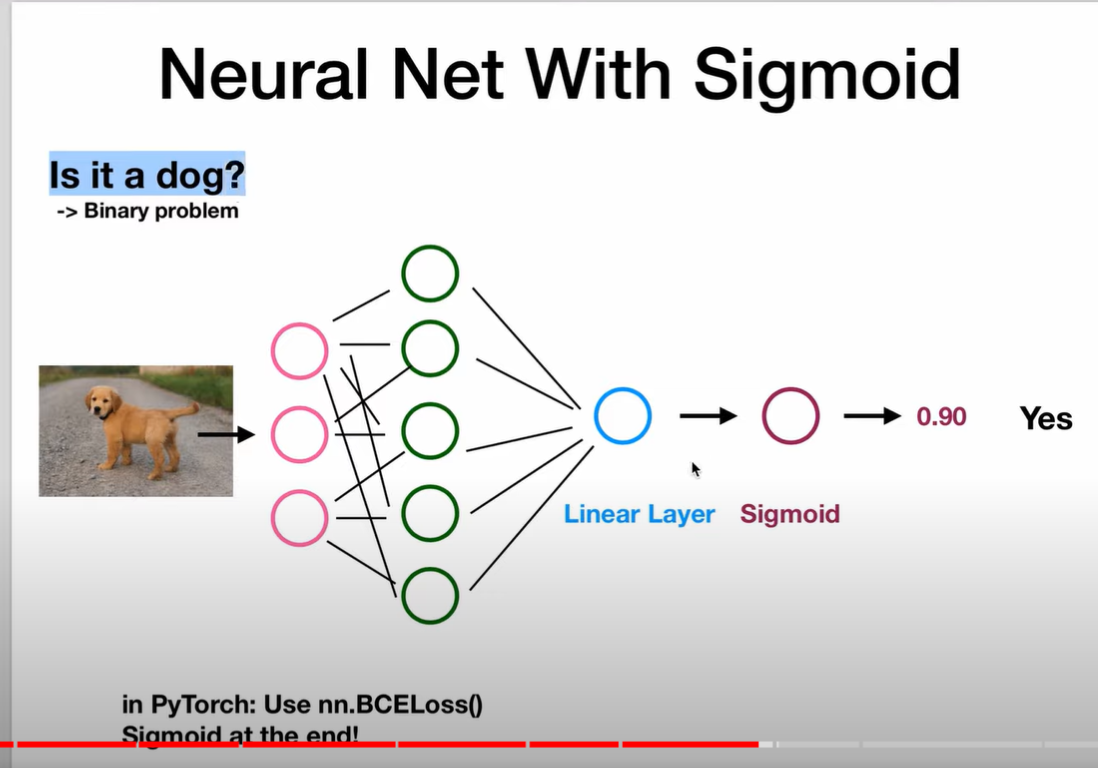 Neural Net With Sigmoid
Is it a dog?
-> Binary problem
0.90
Yes
Linear Layer
Sigmoid
in PyTorch: Use nn.BCELoss()
Sigmoid at the end!